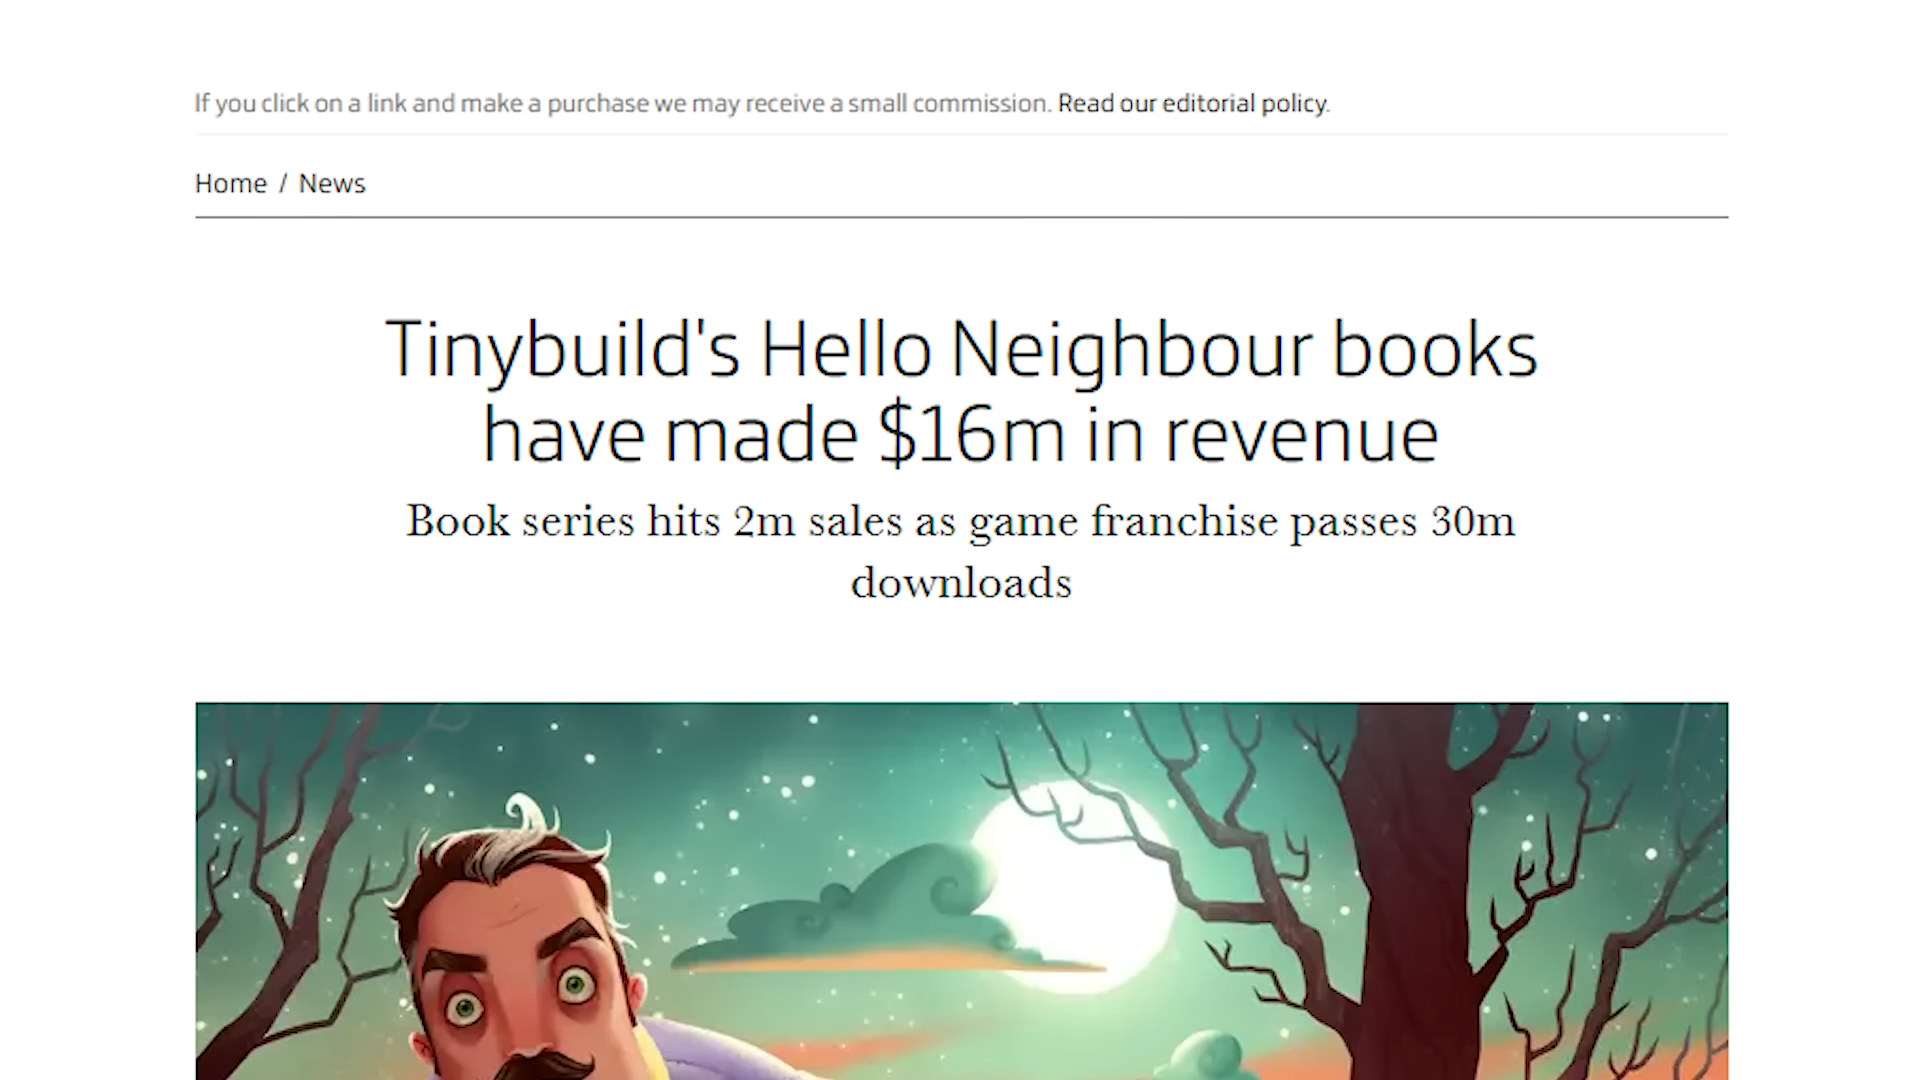 If you click on a link and make a purchase we may receive a small commission. Read our editorial policy.
Home / News
Tinybuild's Hello Neighbour books
have made $16m in revenue
Book series hits 2m sales as game franchise passes 30m
downloads